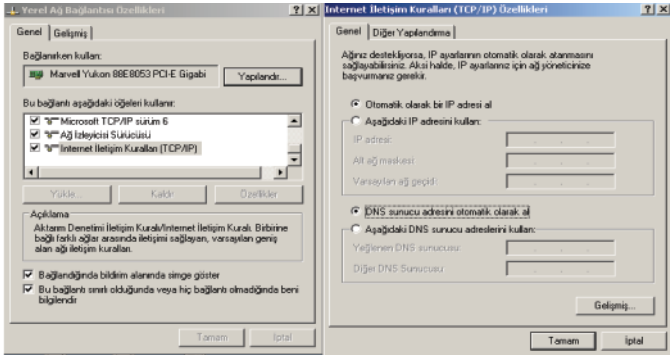 Yerel Ağ Bağlantısı Özellikleri
Genel
Gelişmiş
Bağlanırken kullan:
Marvell Yukon 88E8053 PCI-E Gigabi
Yapılandır...
Bu bağlantı aşağıdaki öğeleri kullanır:
Microsoft TCP/IP sürüm 6
Ağ İzleyicisi Sürücüsü
Internet İletişim Kuralları (TCP/IP)
Yükle...
Kaldır
Özellikler
Açıklama
Aktarım Denetimi İletişim Kuralı/Internet İletişim Kuralı. Birbirine
bağlı farklı ağlar arasında iletişimi sağlayan, varsayılan geniş
alan ağı iletişim kuralları.
Bağlandığında bildirim alanında simge göster
Bu bağlantı sınırlı olduğunda veya hiç bağlantı olmadığında beni
bilgilendir
Tamam
İptal
Internet İletişim Kuralları (TCP/IP) Özellikleri
Genel
Diğer Yapılandırma
Ağınız destekliyorsa, IP ayarlarının otomatik olarak atanmasını
sağlayabilirsiniz. Aksi halde, IP ayarlarınız için ağ yöneticinize
başvurmanız gerekir.
Otomatik olarak bir IP adresi al
Aşağıdaki IP adresini kullan:
IP adresi:
Alt ağ maskesi:
Varsayılan ağ geçidi:
DNS sunucu adresini otomatik olarak al
Aşağıdaki DNS sunucu adreslerini kullan:
Yeğlenen DNS sunucusu:
Diğer DNS Sunucusu:
Gelişmiş...
Tamam
İptal